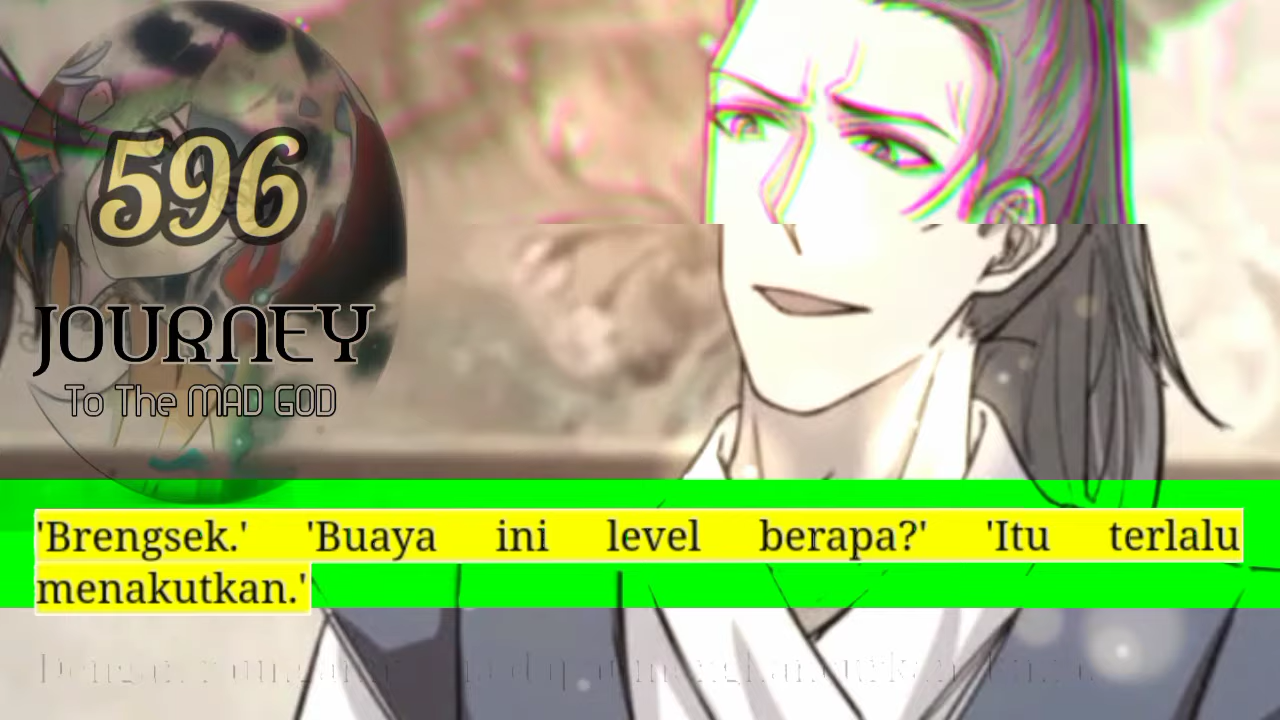 596
JOURNEY
To The MAD GOD
'Brengsek.' 'Buaya ini level berapa?' 'Itu terlalu
menakutkan.'